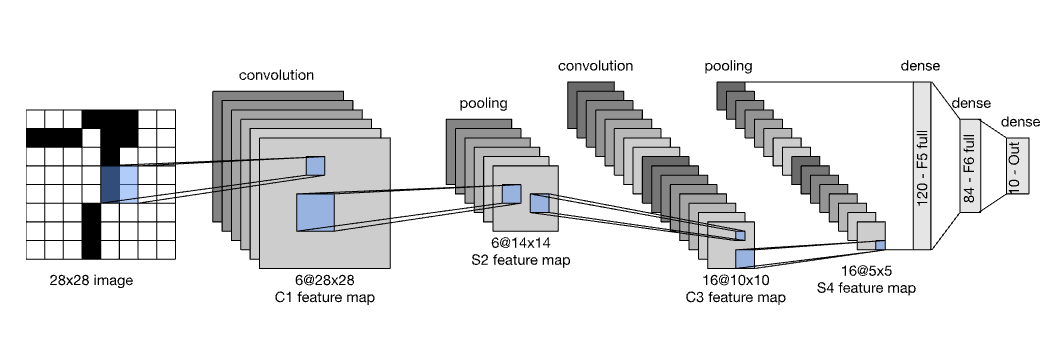 convolution
pooling
convolution
pooling
dense
dense
dense
28x28 image
6@28x28
C1 feature map
6@14x14
S2 feature map
16@10x10
C3 feature map
16@5x5
S4 feature map
120 - F5 full
84 - F6 full
10 - Out